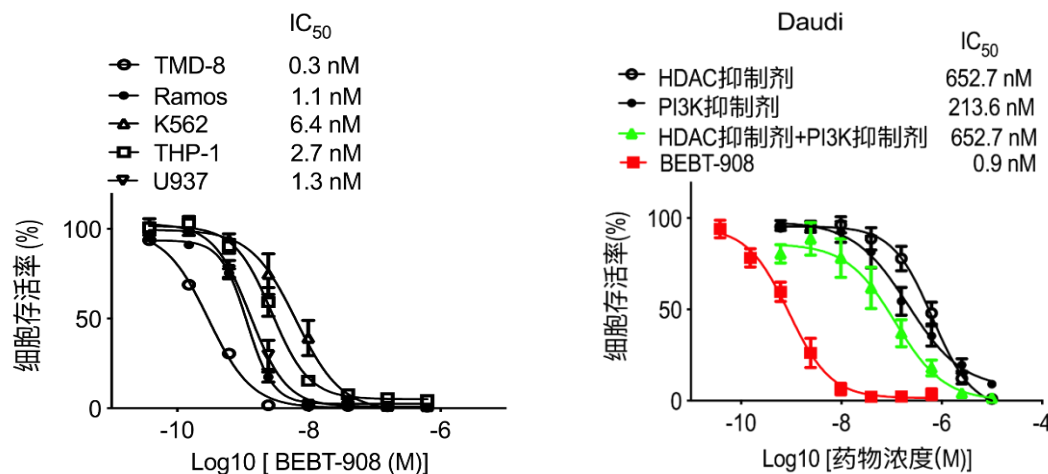 IC50
TMD-8 0.3 nM
Ramos 1.1 nM
K562 6.4 nM
THP-1 2.7 nM
U937 1.3 nM
细胞存活率(%)
100
50
0
-10 -8 -6
Log10 [ BEBT-908 (M)]
Daudi
IC50
HDAC抑制剂 652.7 nM
PI3K抑制剂 213.6 nM
HDAC抑制剂+PI3K抑制剂 652.7 nM
BEBT-908 0.9 nM
细胞存活率(%)
100
50
0
-10 -8 -6 -4
Log10 [药物浓度(M)]